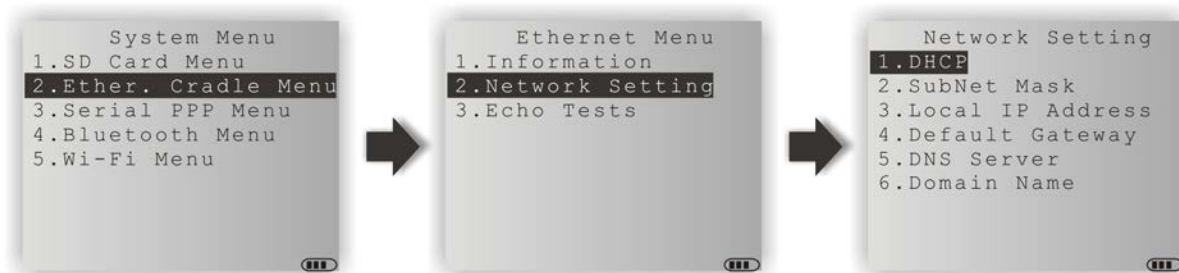 System Menu
1.SD Card Menu
2.Ether. Cradle Menu
3.Serial PPP Menu
4.Bluetooth Menu
5.Wi-Fi Menu
Ethernet Menu
1.Information
2.Network Setting
3.Echo Tests
Network Setting
1.DHCP
2.SubNet Mask
3.Local IP Address
4.Default Gateway
5.DNS Server
6.Domain Name